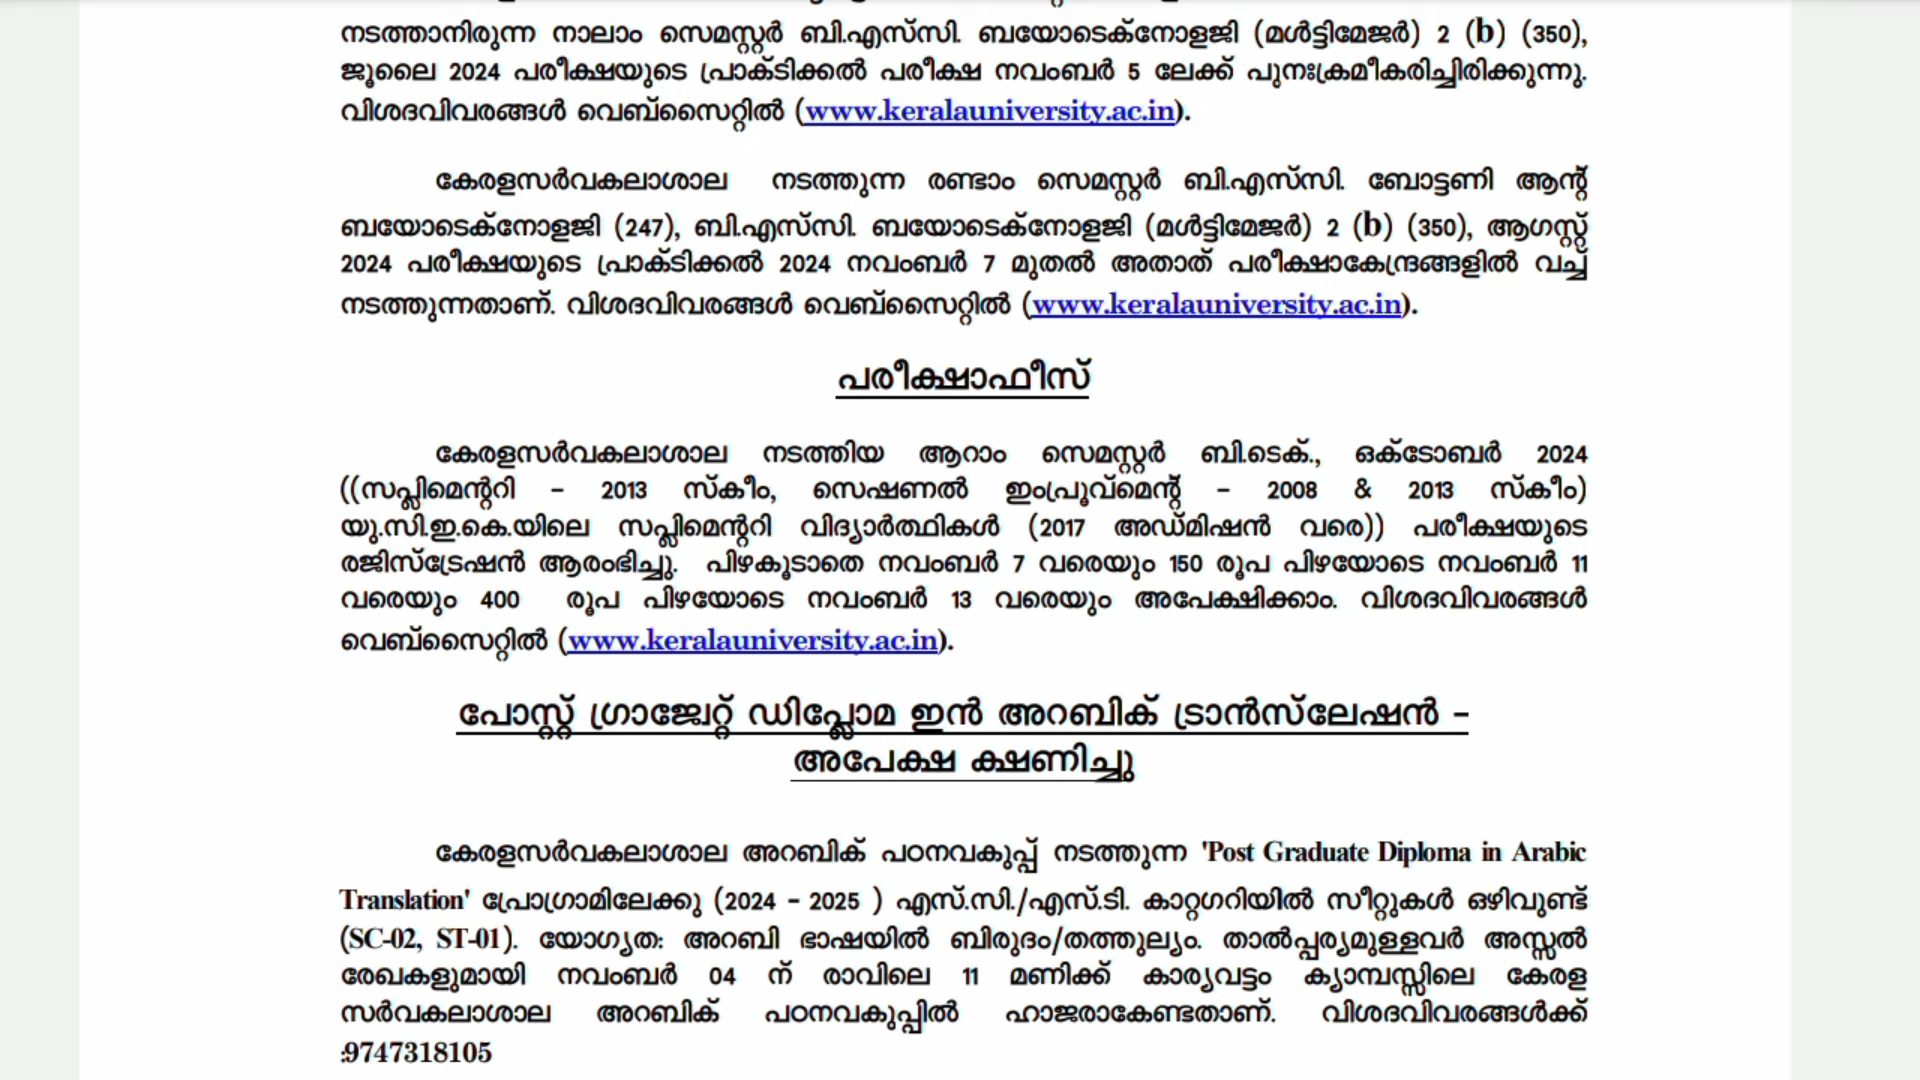 നടത്താനിരുന്ന നാലാം സെമസ്റ്റർ ബി.എസ്‌സി. ബയോടെക്നോളജി (മൾട്ടിമേജർ) 2 (b) (350),
ജൂലൈ 2024 പരീക്ഷയുടെ പ്രാക്ടിക്കൽ പരീക്ഷ നവംബർ 5 ലേക്ക് പുനഃക്രമീകരിച്ചിരിക്കുന്നു.
വിശദവിവരങ്ങൾ വെബ്സൈറ്റിൽ (www.keralauniversity.ac.in).
കേരളസർവകലാശാല നടത്തുന്ന രണ്ടാം സെമസ്റ്റർ ബി.എസ്‌സി. ബോട്ടണി ആന്റ്
ബയോടെക്നോളജി (247), ബി.എസ്‌സി. ബയോടെക്നോളജി (മൾട്ടിമേജർ) 2 (b) (350), ആഗസ്റ്റ്
2024 പരീക്ഷയുടെ പ്രാക്ടിക്കൽ 2024 നവംബർ 7 മുതൽ അതാത് പരീക്ഷാകേന്ദ്രങ്ങളിൽ വച്ച്
നടത്തുന്നതാണ്. വിശദവിവരങ്ങൾ വെബ്സൈറ്റിൽ (www.keralauniversity.ac.in).
പരീക്ഷാഫീസ്
കേരളസർവകലാശാല നടത്തിയ ആറാം സെമസ്റ്റർ ബി.ടെക്., ഒക്ടോബർ 2024
((സപ്ലിമെന്ററി – 2013 സ്കീം, സെഷണൽ ഇംപ്രൂവ്മെന്റ് – 2008 & 2013 സ്കീം)
യു.സി.ഇ.കെ.യിലെ സപ്ലിമെന്ററി വിദ്യാർത്ഥികൾ (2017 അഡ്മിഷൻ വരെ)) പരീക്ഷയുടെ
രജിസ്ട്രേഷൻ ആരംഭിച്ചു. പിഴകൂടാതെ നവംബർ 7 വരെയും 150 രൂപ പിഴയോടെ നവംബർ 11
വരെയും 400 രൂപ പിഴയോടെ നവംബർ 13 വരെയും അപേക്ഷിക്കാം. വിശദവിവരങ്ങൾ
വെബ്സൈറ്റിൽ (www.keralauniversity.ac.in).
പോസ്റ്റ് ഗ്രാജ്വേറ്റ് ഡിപ്ലോമ ഇൻ അറബിക് ട്രാൻസ്ലേഷൻ –
അപേക്ഷ ക്ഷണിച്ചു
കേരളസർവകലാശാല അറബിക് പഠനവകുപ്പ് നടത്തുന്ന 'Post Graduate Diploma in Arabic
Translation' പ്രോഗ്രാമിലേക്കു (2024 – 2025 ) എസ്.സി./എസ്.ടി. കാറ്റഗറിയിൽ സീറ്റുകൾ ഒഴിവുണ്ട്
(SC-02, ST-01). യോഗ്യത: അറബി ഭാഷയിൽ ബിരുദം/തത്തുല്യം. താൽപ്പര്യമുള്ളവർ അസ്സൽ
രേഖകളുമായി നവംബർ 04 ന് രാവിലെ 11 മണിക്ക് കാര്യവട്ടം ക്യാമ്പസ്സിലെ കേരള
സർവകലാശാല അറബിക് പഠനവകുപ്പിൽ ഹാജരാകേണ്ടതാണ്. വിശദവിവരങ്ങൾക്ക്
:9747318105